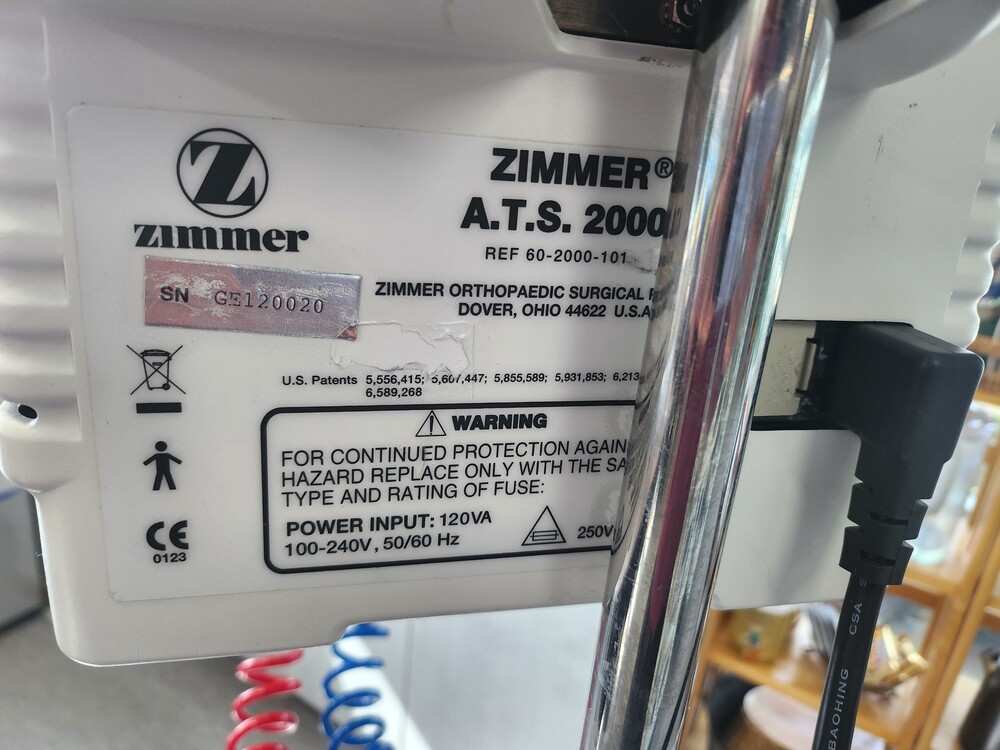 Z
zimmer
SN GE120020
ZIMMER®
A.T.S. 2000
REF 60-2000-101
ZIMMER ORTHOPAEDIC SURGICAL
DOVER, OHIO 44622 U.S.A
U.S. Patents 5,556,415; 5,607,447; 5,855,589; 5,931,853; 6,213
6,589,268
WARNING
FOR CONTINUED PROTECTION AGAIN
HAZARD REPLACE ONLY WITH THE SA
TYPE AND RATING OF FUSE:
POWER INPUT: 120VA
100-240V, 50/60 Hz
250V
CE
0123
BAOHING CSA